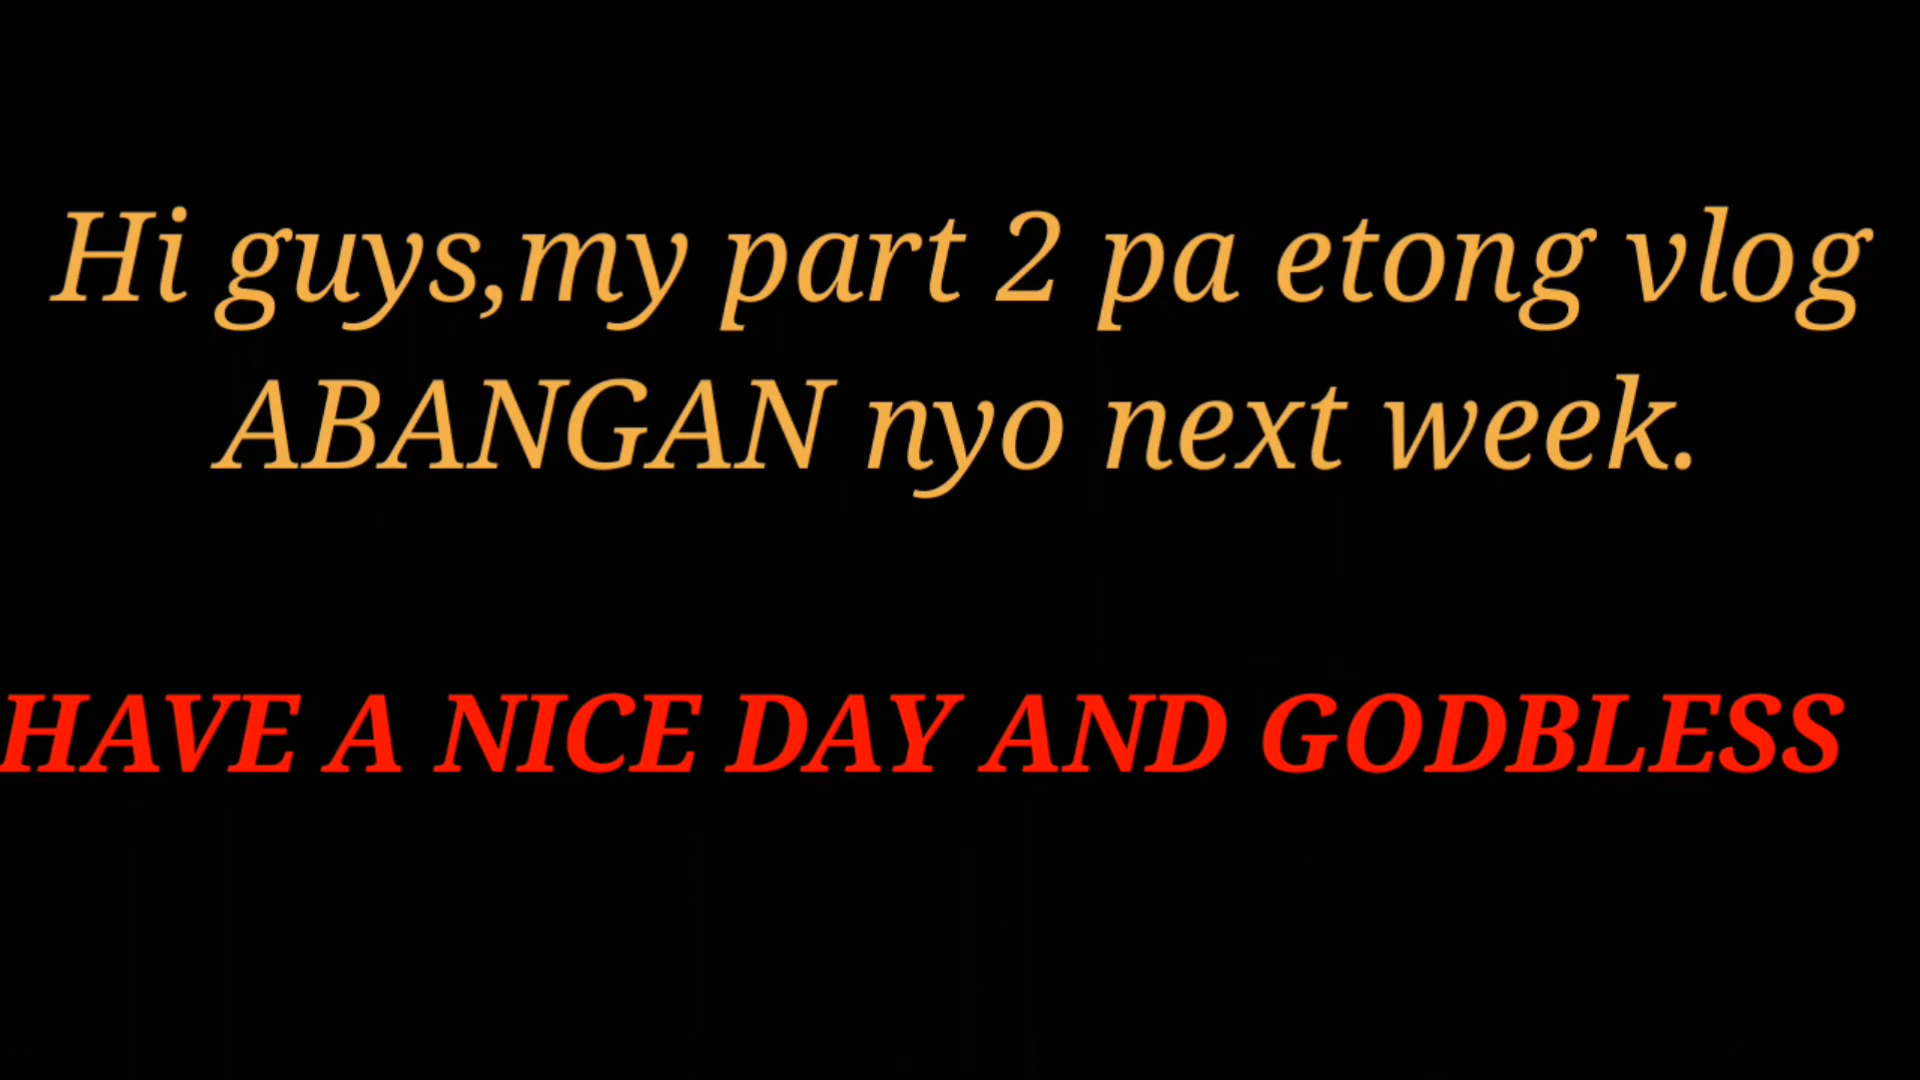 Hi guys,my part 2 pa etong vlog
ABANGAN nyo next week.
HAVE A NICE DAY AND GODBLESS